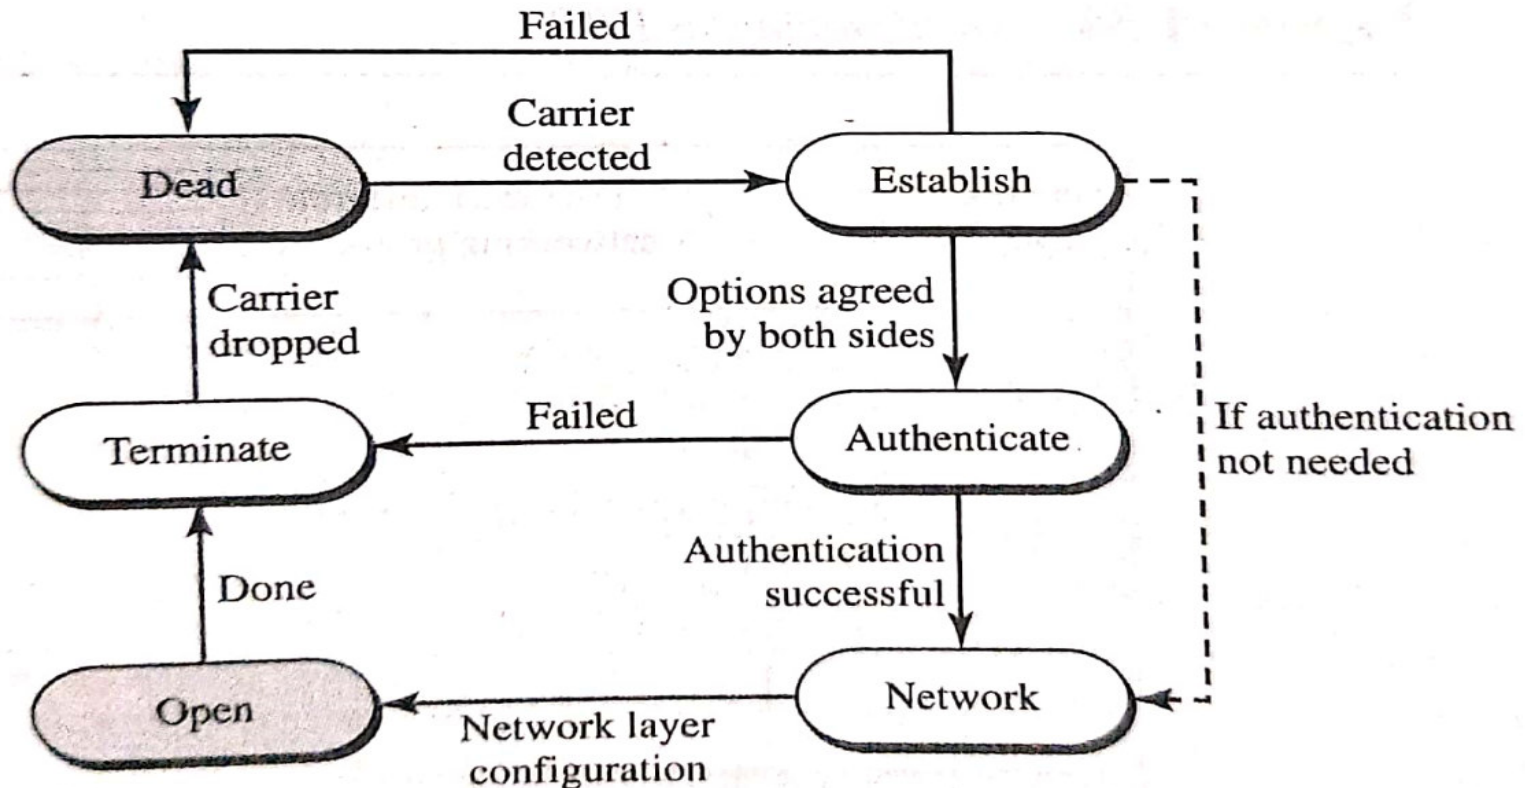 Failed
Carrier
detected
Dead
Establish
Carrier
dropped
Options agreed
by both sides
Terminate
Failed
Authenticate
If authentication
not needed
Done
Authentication
successful
Open
Network layer
configuration
Network